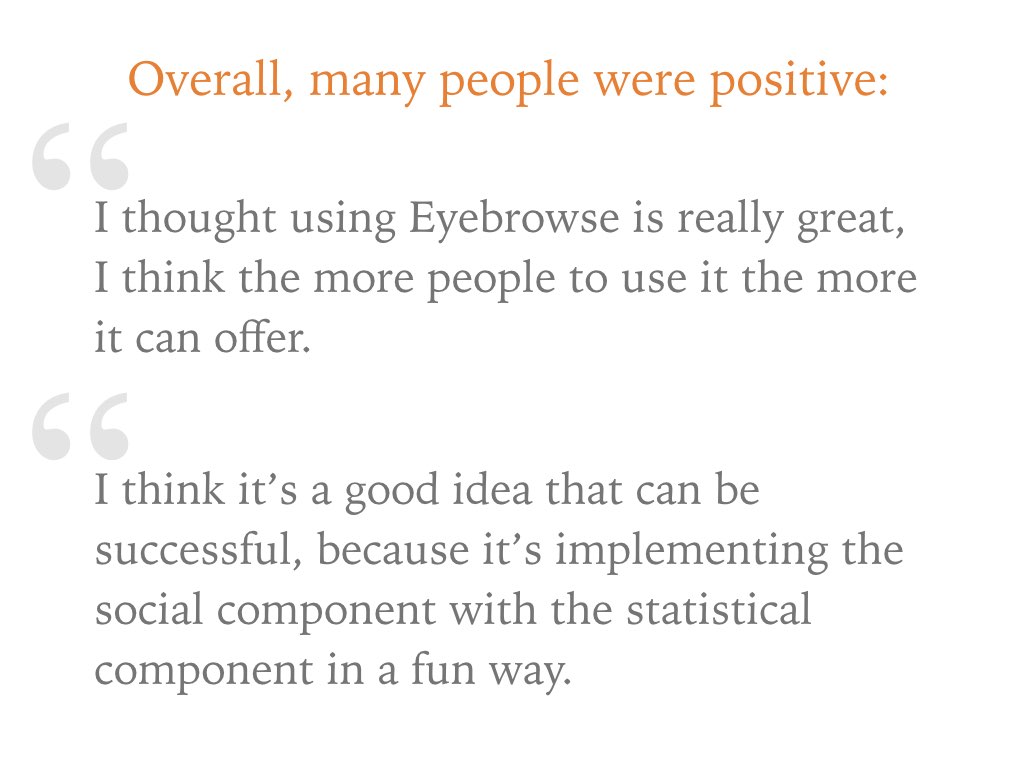 Overall, many people were positive:
“
I thought using Eyebrowse is really great,
I think the more people to use it the more
it can offer.
“
I think it’s a good idea that can be
successful, because it’s implementing the
social component with the statistical
component in a fun way.